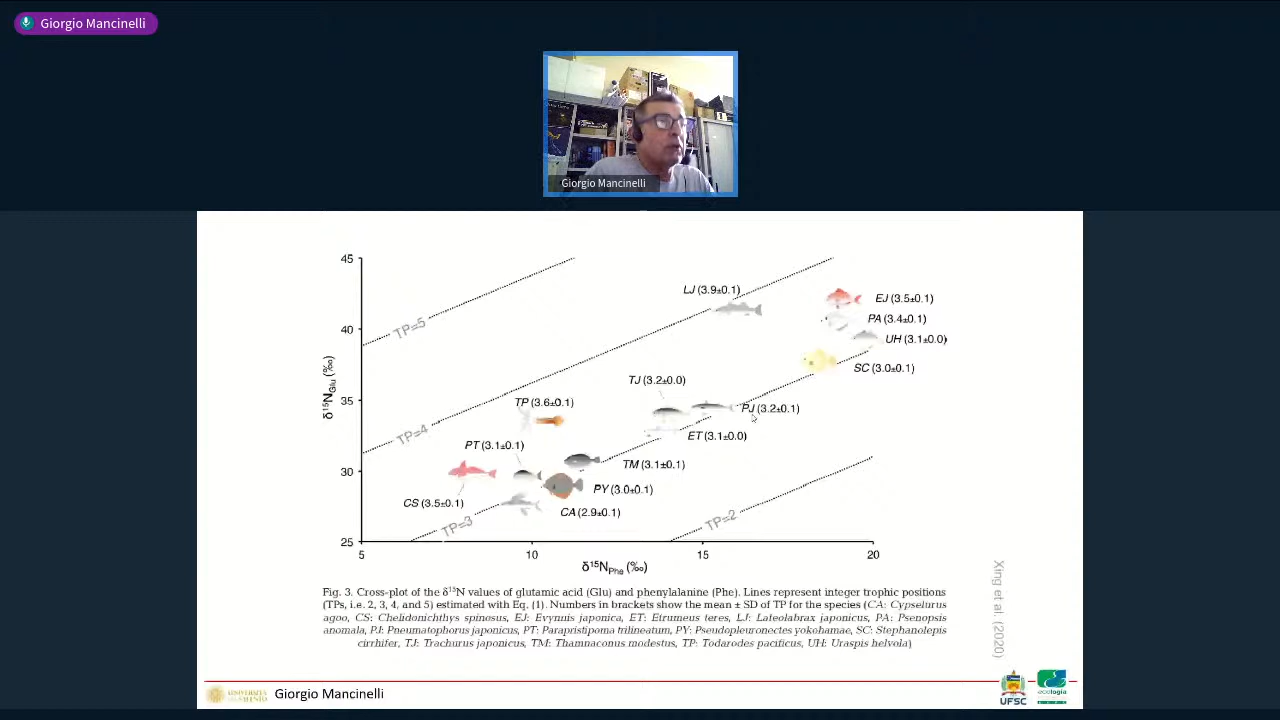 Giorgio Mancinelli
Giorgio Mancinelli
45
40
35
30
25
5
10
15
20
δ¹⁵N_Glu (‰)
δ¹⁵N_Phe (‰)
TP=5
TP=4
TP=3
TP=2
LJ (3.9±0.1)
EJ (3.5±0.1)
PA (3.4±0.1)
UH (3.1±0.0)
SC (3.0±0.1)
TJ (3.2±0.0)
TP (3.6±0.1)
PJ (3.2±0.1)
ET (3.1±0.0)
PT (3.1±0.1)
TM (3.1±0.1)
PY (3.0±0.1)
CS (3.5±0.1)
CA (2.9±0.1)
Fig. 3. Cross-plot of the δ¹⁵N values of glutamic acid (Glu) and phenylalanine (Phe). Lines represent integer trophic positions
(TPs, i.e. 2, 3, 4, and 5) estimated with Eq. (1). Numbers in brackets show the mean ± SD of TP for the species (CA: Cypselurus
agoo, CS: Chelidonichthys spinosus, EJ: Evynnis japonica, ET: Etrumeus teres, LJ: Lateolabrax japonicus, PA: Psenopsis
anomala, PJ: Pneumatophorus japonicus, PT: Parapristipoma trilineatum, PY: Pseudopleuronectes yokohamae, SC: Stephanolepis
cirrhifer, TJ: Trachurus japonicus, TM: Thamnaconus modestus, TP: Todarodes pacificus, UH: Uraspis helvola)
Xing et al. (2020)
Giorgio Mancinelli
UFSC
ecologia